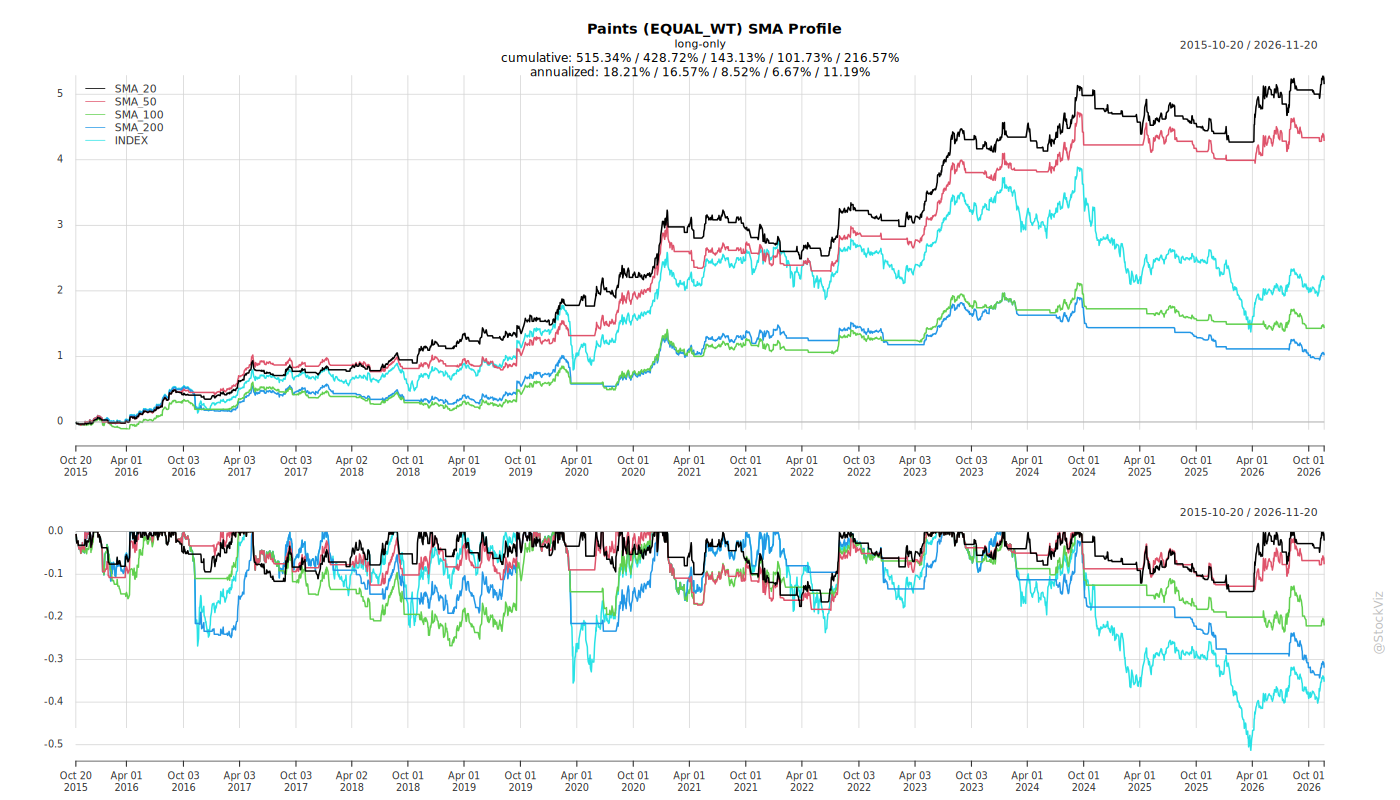 Paints (EQUAL_WT) SMA Profile
long-only
2015-10-20 / 2026-11-20
cumulative: 515.34% / 428.72% / 143.13% / 101.73% / 216.57%
annualized: 18.21% / 16.57% / 8.52% / 6.67% / 11.19%
SMA_20
SMA_50
SMA_100
SMA_200
INDEX
5
4
3
2
1
0
Oct 20 Apr 01 Oct 03 Apr 03 Oct 03 Apr 02 Oct 01 Apr 01 Oct 01 Apr 01 Oct 01 Apr 01 Oct 01 Apr 01 Oct 03 Apr 03 Oct 03 Apr 01 Oct 01 Apr 01 Oct 01 Apr 01 Oct 01
2015 2016 2016 2017 2017 2018 2018 2019 2019 2020 2020 2021 2021 2022 2022 2023 2023 2024 2024 2025 2025 2026 2026
2015-10-20 / 2026-11-20
0.0
-0.1
-0.2
-0.3
-0.4
-0.5
Oct 20 Apr 01 Oct 03 Apr 03 Oct 03 Apr 02 Oct 01 Apr 01 Oct 01 Apr 01 Oct 01 Apr 01 Oct 01 Apr 01 Oct 03 Apr 03 Oct 03 Apr 01 Oct 01 Apr 01 Oct 01 Apr 01 Oct 01
2015 2016 2016 2017 2017 2018 2018 2019 2019 2020 2020 2021 2021 2022 2022 2023 2023 2024 2024 2025 2025 2026 2026
@StockViz